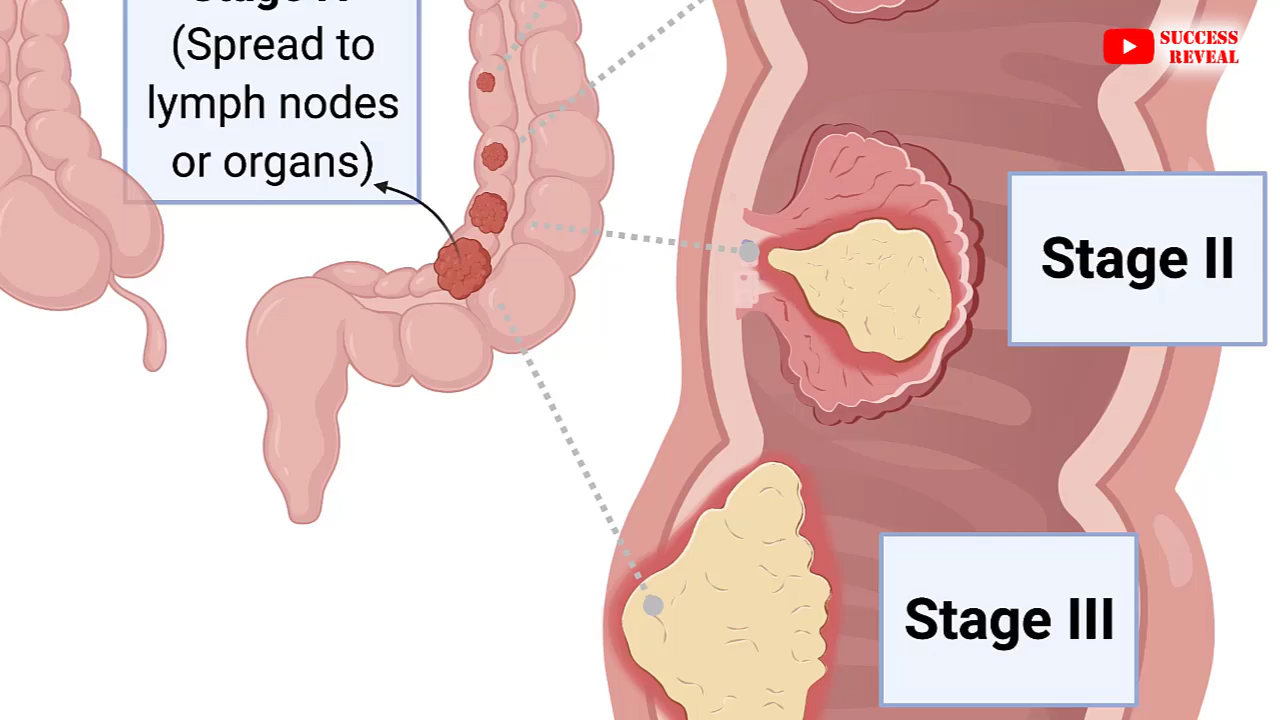 (Spread to
lymph nodes
or organs)
SUCCESS
REVEAL
Stage II
Stage III